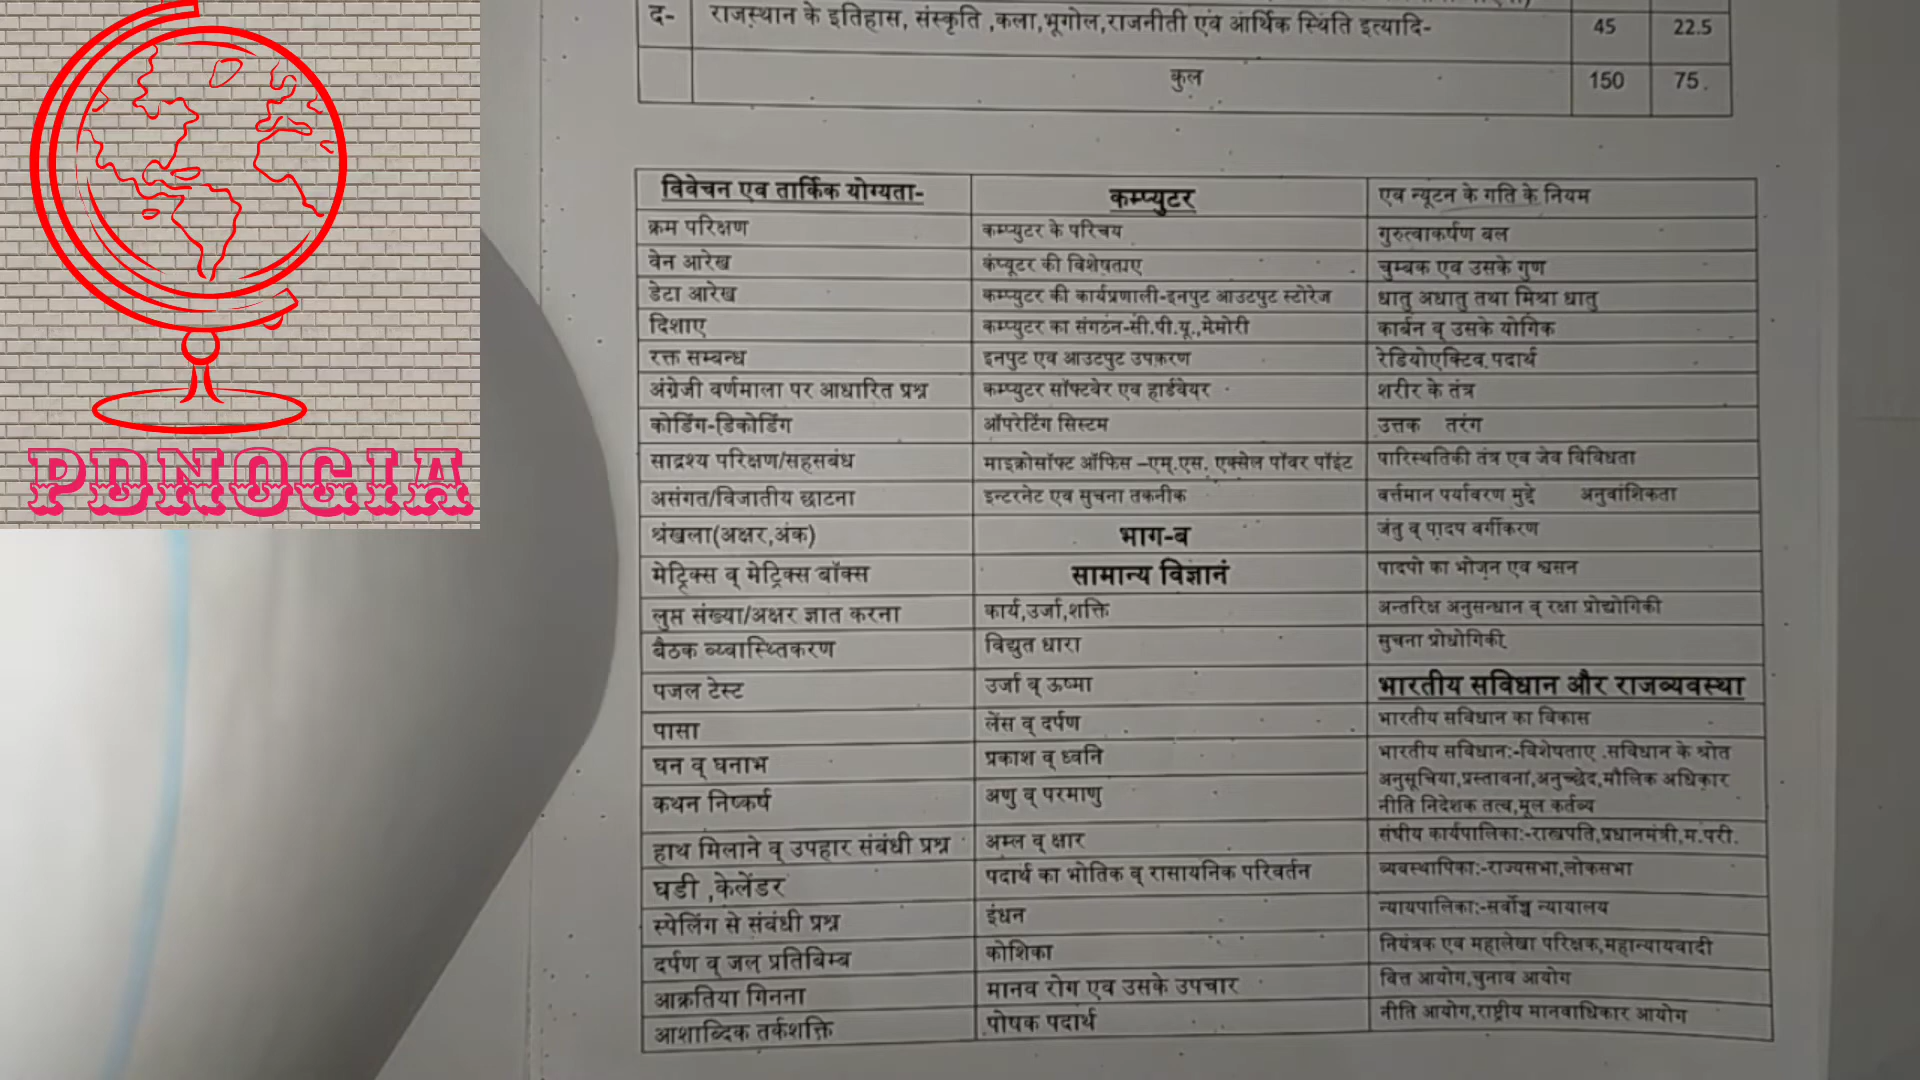 द-
राजस्थान के इतिहास, संस्कृति ,कला,भूगोल,राजनीती एवं आर्थिक स्थिति इत्यादि-
45
22.5
कुल
150
75
विवेचन एव तार्किक योग्यता-
क्रम परिक्षण
वेन आरेख
डेटा आरेख
दिशाए
रक्त सम्बन्ध
अंग्रेजी वर्णमाला पर आधारित प्रश्न
कोडिंग-डिकोडिंग
साद्रश्य परिक्षण/सहसबंध
असंगत/विजातीय छाटना
श्रंखला(अक्षर,अंक)
मेट्रिक्स व् मेट्रिक्स बॉक्स
लुप्त संख्या/अक्षर ज्ञात करना
बैठक व्य्वास्थ्तिकरण
पजल टेस्ट
पासा
घन व् घनाभ
कथन निष्कर्ष
हाथ मिलाने व् उपहार संबंधी प्रश्न
घडी ,केलेंडर
स्पेलिंग से संबंधी प्रश्न
दर्पण व् जल प्रतिबिम्ब
आक्रतिया गिनना
आशाब्दिक तर्कशक्ति
कम्प्युटर
कम्प्युटर के परिचय
कंप्यूटर की विशेषताए
कम्प्युटर की कार्यप्रणाली-इनपुट आउटपुट स्टोरेज
कम्प्युटर का संगठन-सी.पी.यू.,मेमोरी
इनपुट एव आउटपुट उपकरण
कम्प्युटर सॉफ्टवेर एव हार्डवेयर
ऑपरेटिंग सिस्टम
माइक्रोसॉफ्ट ऑफिस –एम्.एस. एक्सेल पॉवर पॉइंट
इन्टरनेट एव सुचना तकनीक
भाग-ब
सामान्य विज्ञानं
कार्य,उर्जा,शक्ति
विद्युत धारा
उर्जा व् ऊष्मा
लेंस व् दर्पण
प्रकाश व् ध्वनि
अणु व् परमाणु
अम्ल व् क्षार
पदार्थ का भोतिक व् रासायनिक परिवर्तन
इंधन
कोशिका
मानव रोग एव उसके उपचार
पोषक पदार्थ
एव न्यूटन के गति के नियम
गुरुत्वाकर्षण बल
चुम्बक एव उसके गुण
धातु अधातु तथा मिश्रा धातु
कार्बन व् उसके योगिक
रेडियोएक्टिव पदार्थ
शरीर के तंत्र
उत्तक तरंग
पारिस्थतिकी तंत्र एव जेव विविधता
वर्त्तमान पर्यावरण मुद्दे अनुवांशिकता
जंतु व् पादप वर्गीकरण
पादपो का भोजन एव श्वसन
अन्तरिक्ष अनुसन्धान व् रक्षा प्रोद्योगिकी
सुचना प्रोधोगिकी
भारतीय सविधान और राजव्यवस्था
भारतीय सविधान का विकास
भारतीय सविधान:-विशेषताए .सविधान के श्रोत
अनुसूचिया,प्रस्तावना,अनुच्छेद,मौलिक अधिकार
नीति निदेशक तत्व,मूल कर्तव्य
संघीय कार्यपालिका:-राष्ट्रपति,प्रधानमंत्री,म.परी.
व्यवस्थापिका:-राज्यसभा,लोकसभा
न्यायपालिका:-सर्वोच्च न्यायालय
नियंत्रक एव महालेखा परिक्षक,महान्यायवादी
वित्त आयोग,चुनाव आयोग
नीति आयोग,राष्ट्रीय मानवाधिकार आयोग
PDNOGIA